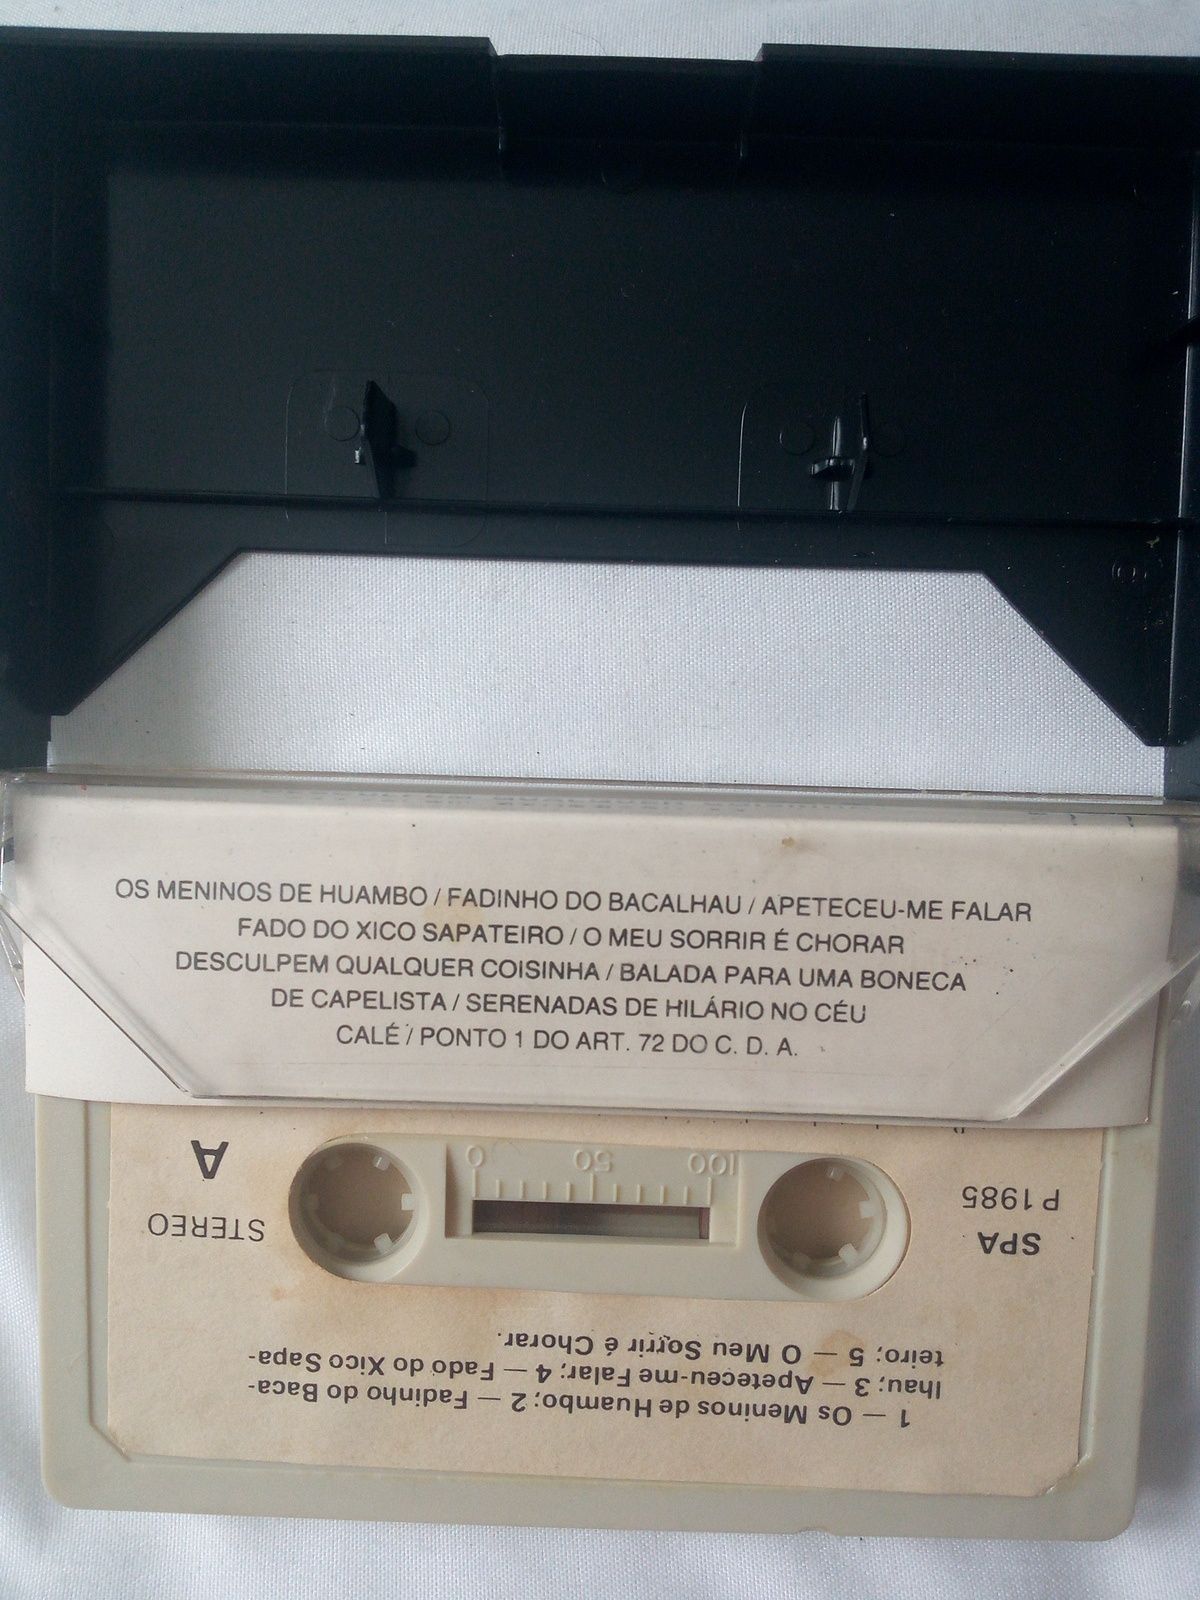 OS MENINOS DE HUAMBO / FADINHO DO BACALHAU / APETECEU-ME FALAR
FADO DO XICO SAPATEIRO / O MEU SORRIR É CHORAR
DESCULPEM QUALQUER COISINHA / BALADA PARA UMA BONECA
DE CAPELISTA / SERENADAS DE HILÁRIO NO CÉU
CALÉ / PONTO 1 DO ART. 72 DO C. D. A.
1 — Os Meninos de Huambo; 2 — Fadinho do Baca-
lhau; 3 — Apeteceu-me Falar; 4 — Fado do Xico Sapa-
teiro; 5 — O Meu Sorrir é Chorar.
SPA
P 1985
STEREO
A
100 50 0